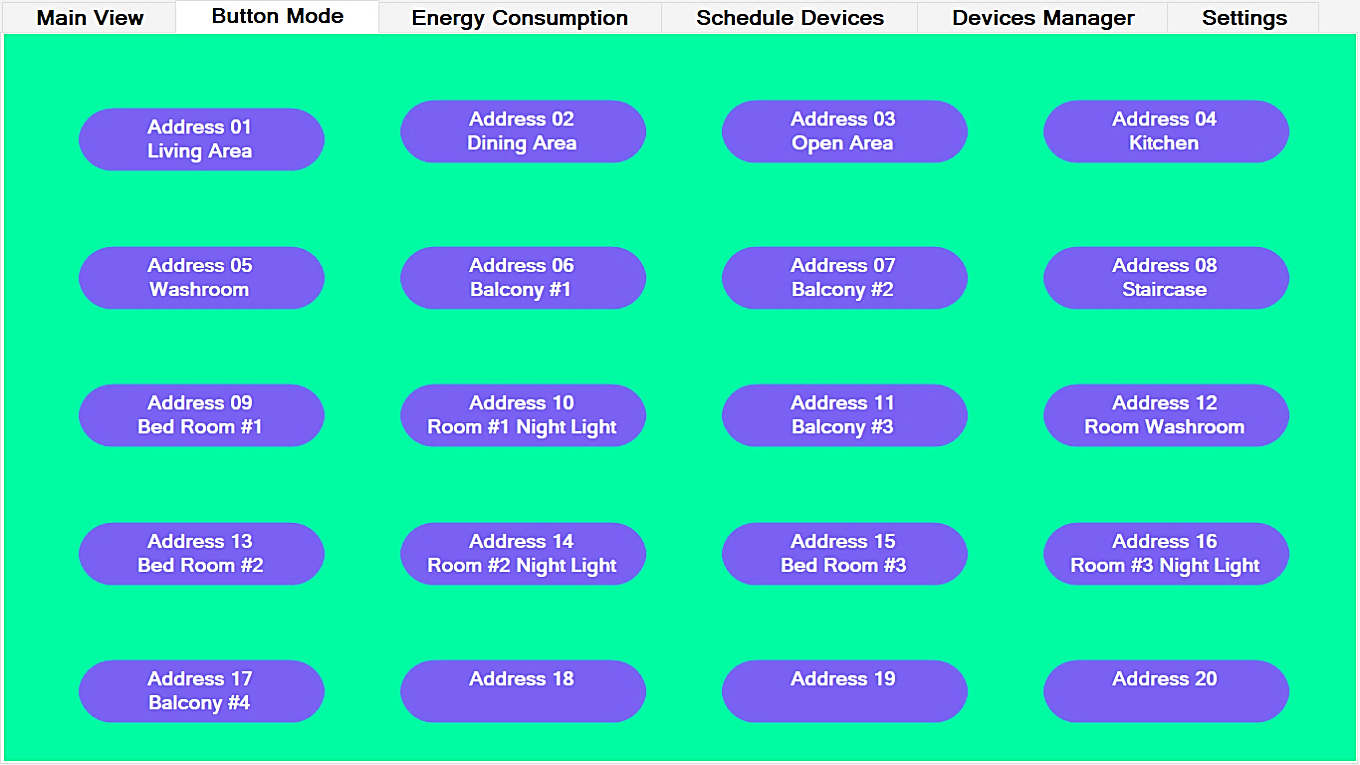 Main View
Button Mode
Energy Consumption
Schedule Devices
Devices Manager
Settings
Address 01
Living Area
Address 02
Dining Area
Address 03
Open Area
Address 04
Kitchen
Address 05
Washroom
Address 06
Balcony #1
Address 07
Balcony #2
Address 08
Staircase
Address 09
Bed Room #1
Address 10
Room #1 Night Light
Address 11
Balcony #3
Address 12
Room Washroom
Address 13
Bed Room #2
Address 14
Room #2 Night Light
Address 15
Bed Room #3
Address 16
Room #3 Night Light
Address 17
Balcony #4
Address 18
Address 19
Address 20